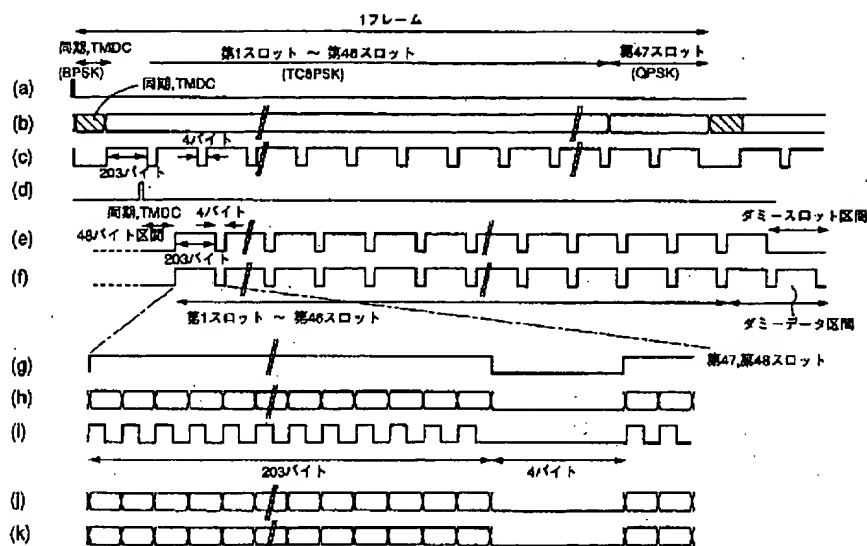 1フレーム
同期,TMDC
(BPSK)
第1スロット ～ 第46スロット
(TC8PSK)
第47スロット
(QPSK)
(a)
同期,TMDC
(b)
4バイト
(c)
203バイト
(d)
同期,TMDC
4バイト
ダミースロット区間
(e)
48バイト区間
203バイト
(f)
第1スロット ～ 第46スロット
ダミーデータ区間
第47,第48スロット
(g)
(h)
(i)
203バイト
4バイト
(j)
(k)